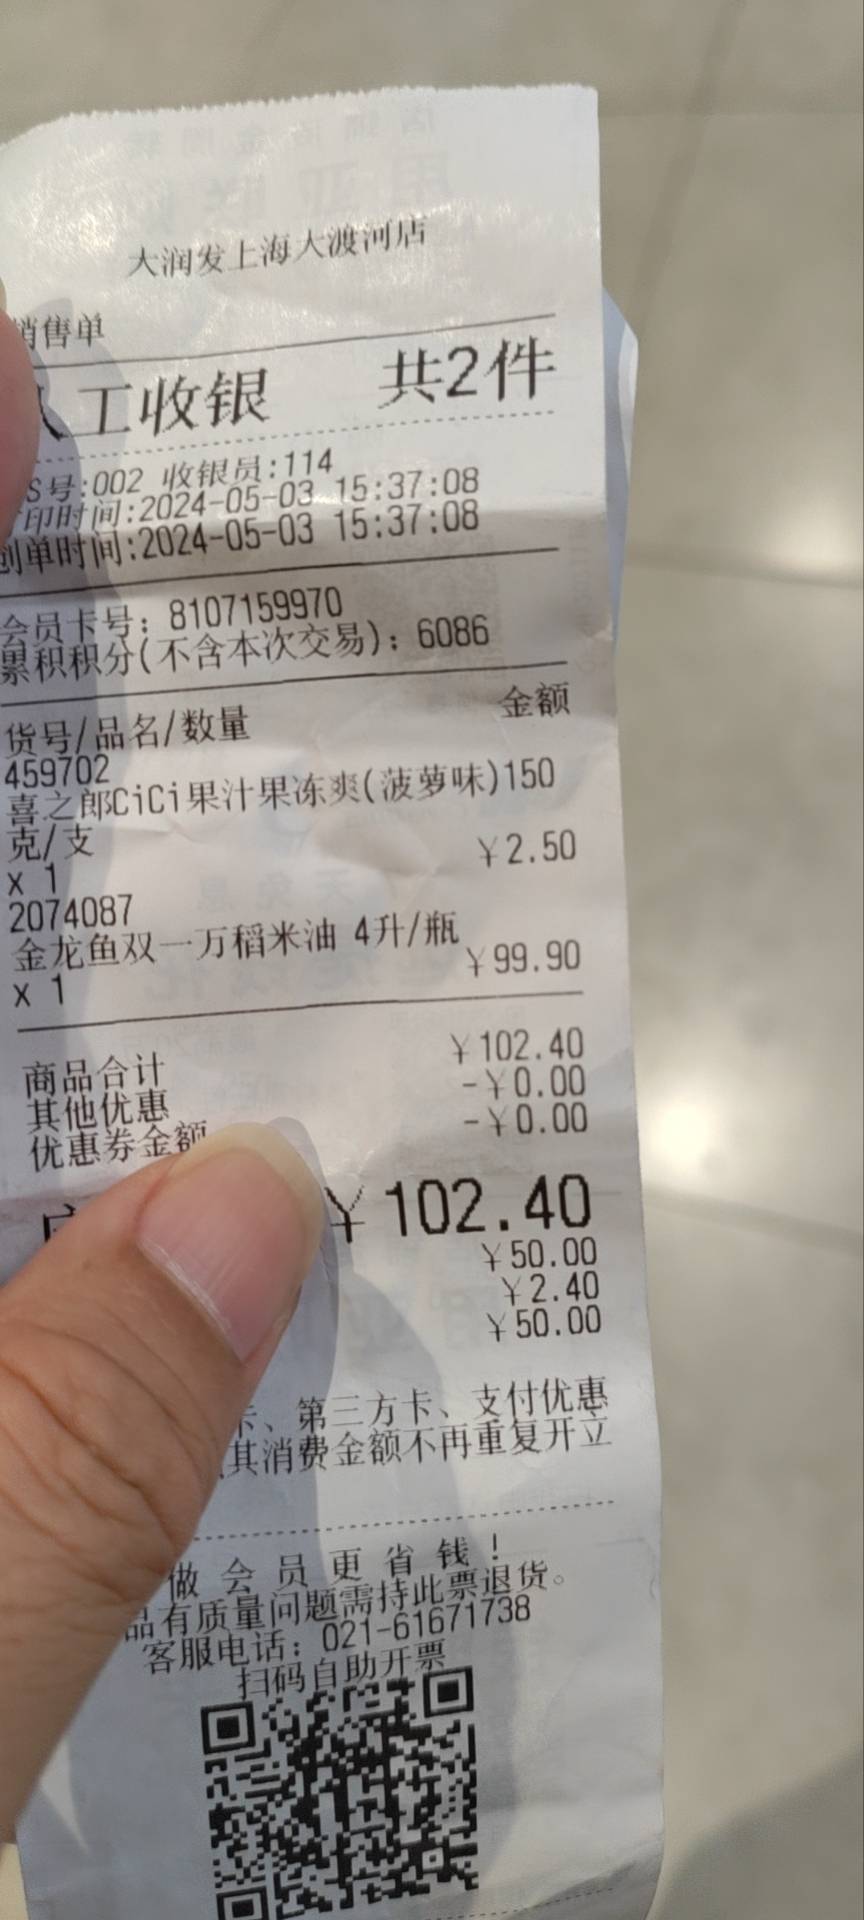 大润发上海大渡河店
销售单
人工收银 共2件
S号:002 收银员:114
印时间:2024-05-03 15:37:08
创单时间:2024-05-03 15:37:08
会员卡号: 8107159970
累积积分(不含本次交易): 6086
货号/品名/数量 金额
459702
喜之郎CiCi果汁果冻爽(菠萝味)150
克/支
x 1 ￥2.50
2074087
金龙鱼双一万稻米油 4升/瓶
x 1 ￥99.90
商品合计 ￥102.40
其他优惠 -￥0.00
优惠券金额 -￥0.00
￥102.40
￥50.00
￥2.40
￥50.00
卡、第三方卡、支付优惠
其消费金额不再重复开立
做会员更省钱!
品有质量问题需持此票退货。
客服电话: 021-61671738
扫码自助开票